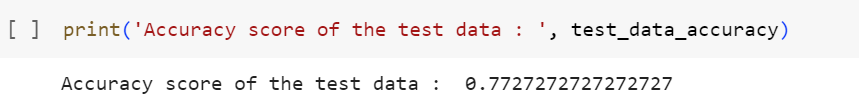 [ ] print('Accuracy score of the test data : ', test_data_accuracy)
Accuracy score of the test data :  0.7727272727272727